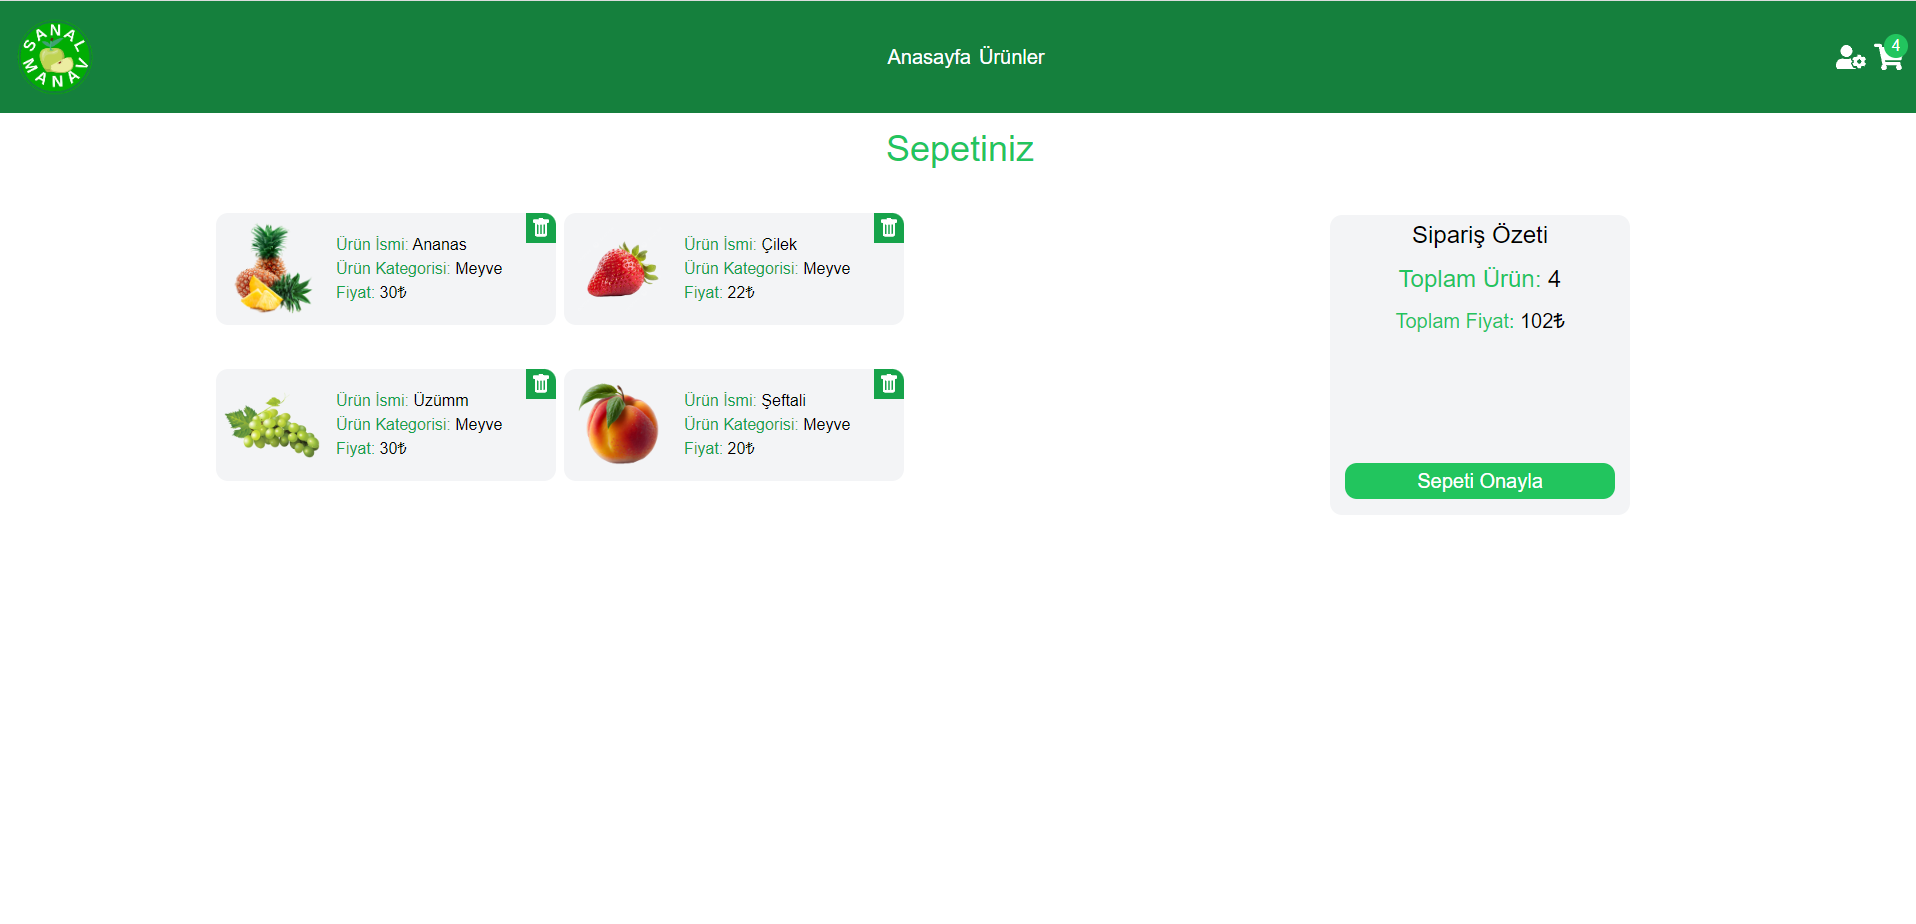 SANAL
MANAV
Anasayfa Ürünler
4
Sepetiniz
Ürün İsmi: Ananas
Ürün Kategorisi: Meyve
Fiyat: 30₺
Ürün İsmi: Çilek
Ürün Kategorisi: Meyve
Fiyat: 22₺
Ürün İsmi: Üzümm
Ürün Kategorisi: Meyve
Fiyat: 30₺
Ürün İsmi: Şeftali
Ürün Kategorisi: Meyve
Fiyat: 20₺
Sipariş Özeti
Toplam Ürün: 4
Toplam Fiyat: 102₺
Sepeti Onayla